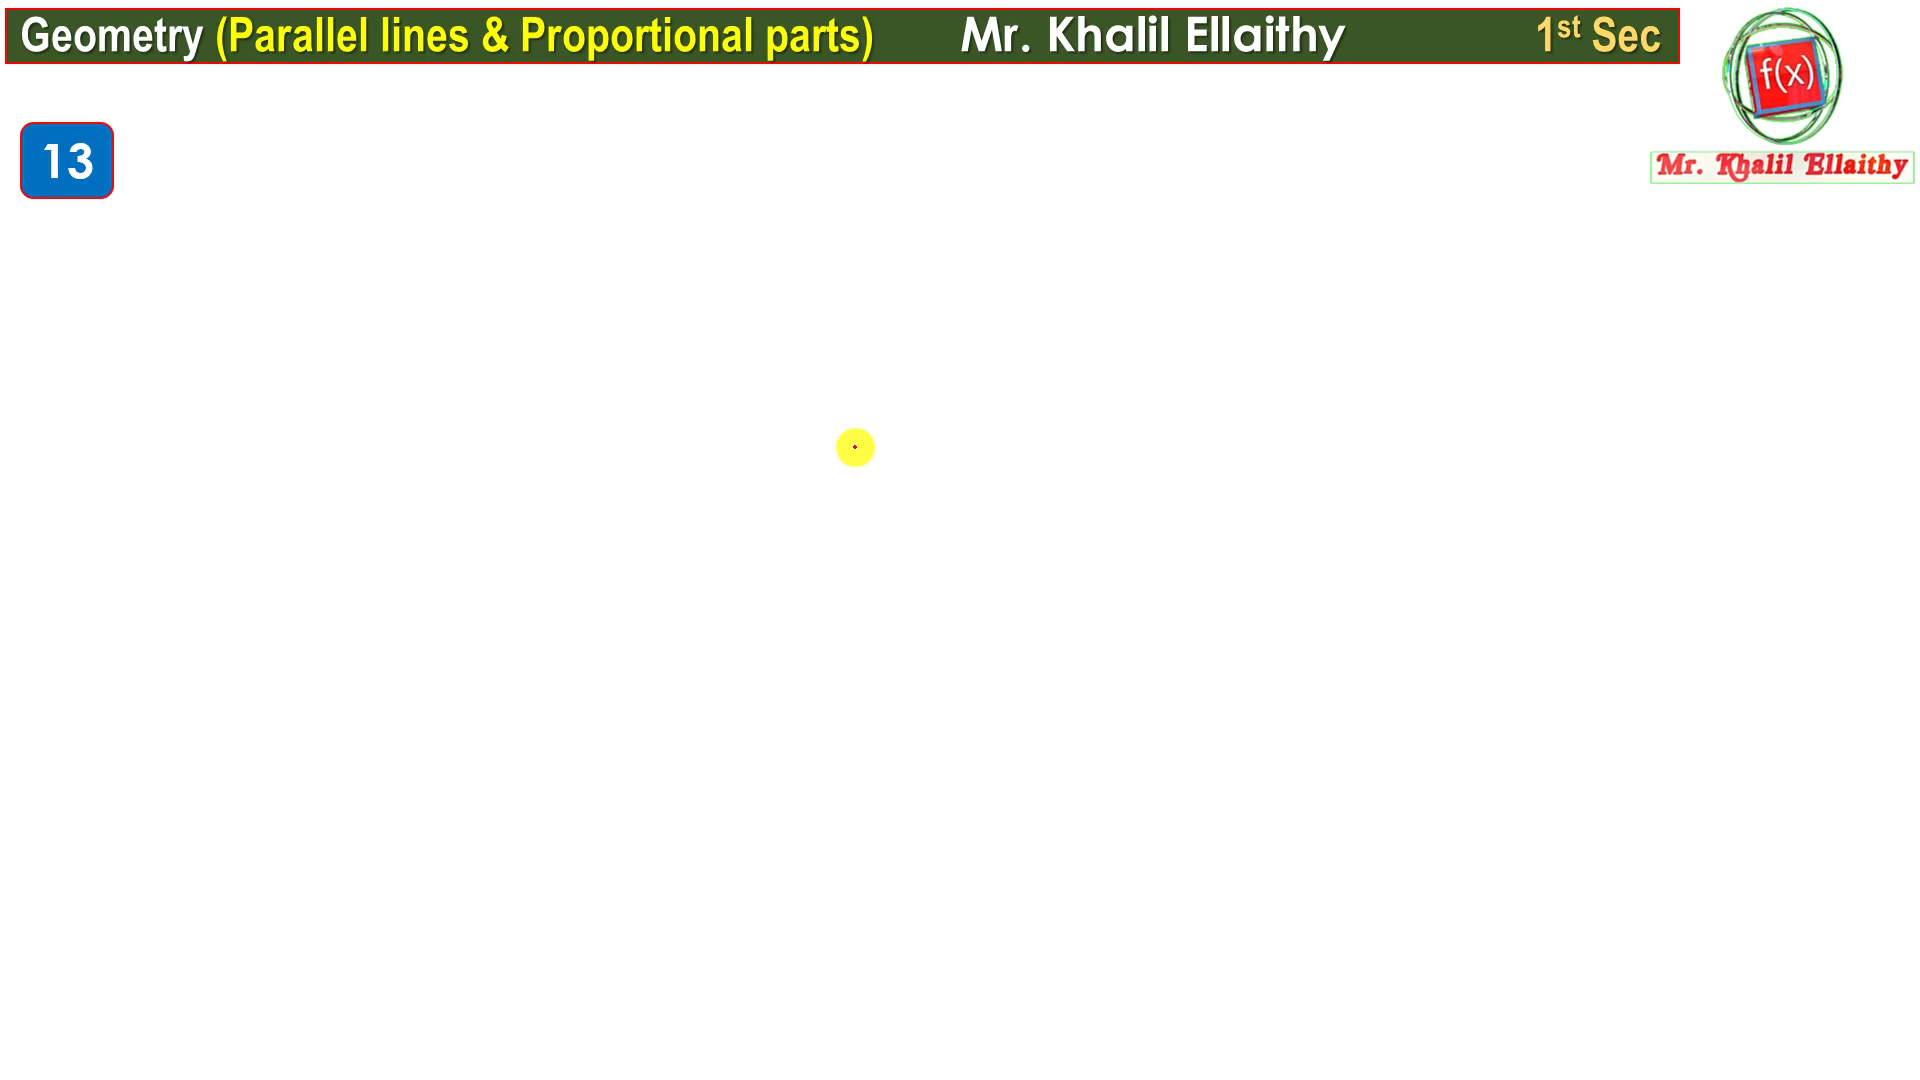 Geometry (Parallel lines & Proportional parts) Mr. Khalil Ellaithy 1st Sec
f(x)
Mr. Khalil Ellaithy
13